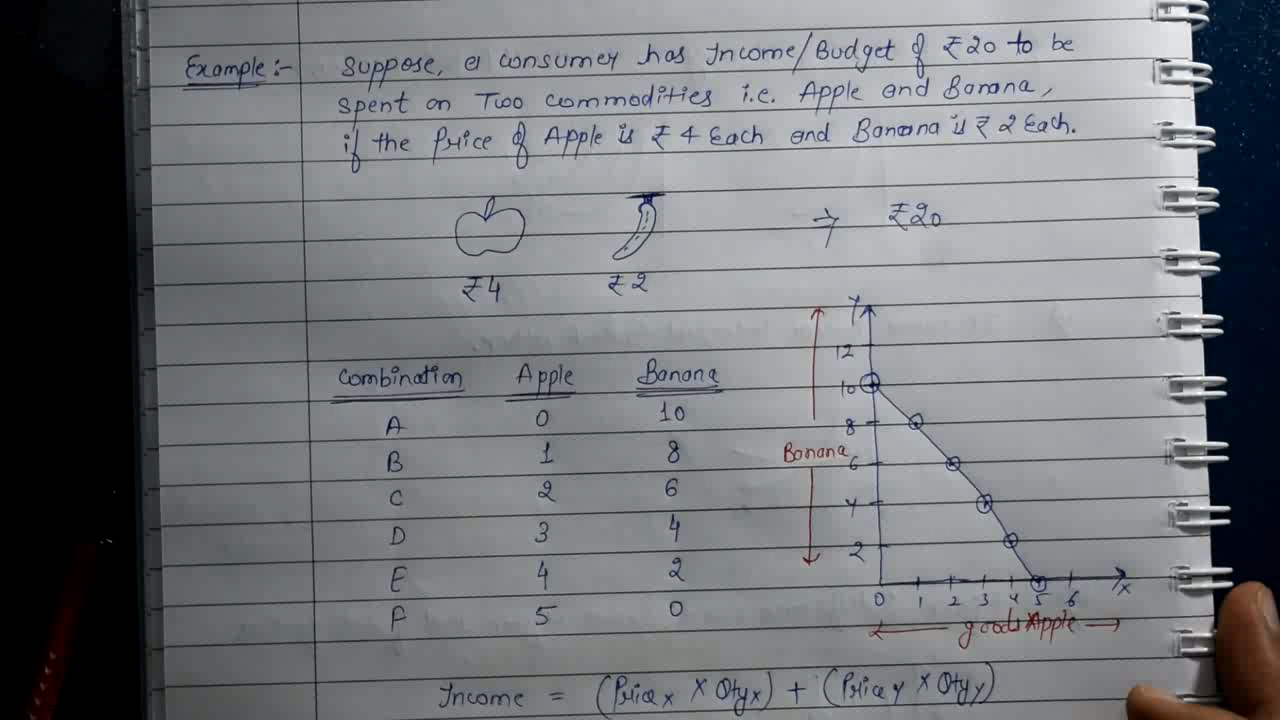 Example:- Suppose, a consumer has Income/Budget of ₹20 to be
spent on Two commodities i.e. Apple and Banana,
if the Price of Apple is ₹4 Each and Banana is ₹2 Each.
⇒ ₹20
₹4 ₹2
Combination Apple Banana
A 0 10
B 1 8
C 2 6
D 3 4
E 4 2
F 5 0
Y
12
10
8
Banana 6
4
2
0 1 2 3 4 5 6 x
goods Apple
Income = (Price x × Qty x) + (Price y × Qty y)